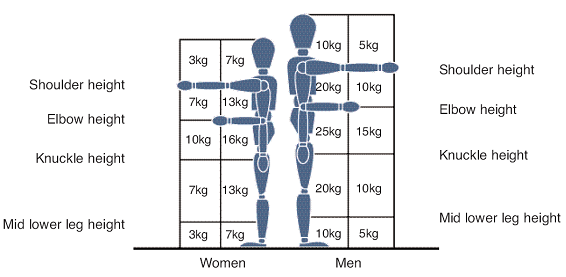 3kg 7kg 10kg 5kg
Shoulder height Shoulder height
7kg 13kg 20kg 10kg
Elbow height Elbow height
10kg 16kg 25kg 15kg
Knuckle height Knuckle height
7kg 13kg 20kg 10kg
Mid lower leg height Mid lower leg height
3kg 7kg 10kg 5kg
Women Men